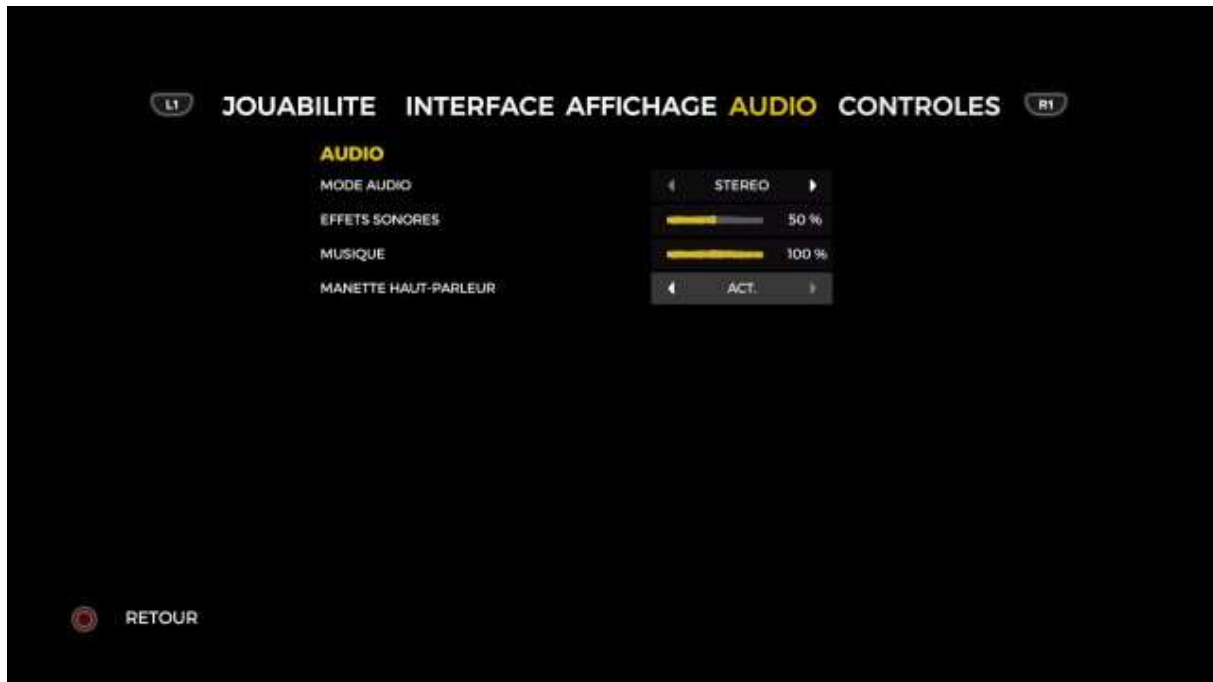 L1 JOUABILITE INTERFACE AFFICHAGE AUDIO CONTROLES R1
AUDIO
MODE AUDIO STEREO
EFFETS SONORES 50 %
MUSIQUE 100 %
MANETTE HAUT-PARLEUR ACT.
RETOUR